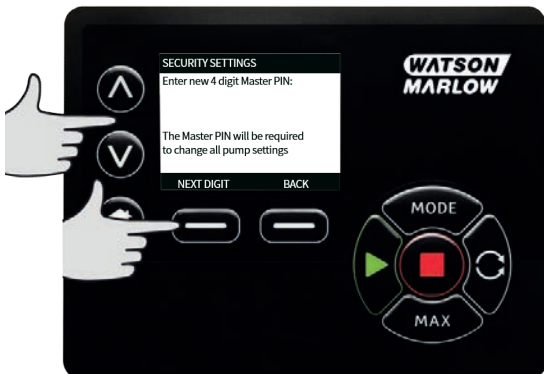 SECURITY SETTINGS
Enter new 4 digit Master PIN:
The Master PIN will be required
to change all pump settings
NEXT DIGIT BACK
WATSON
MARLOW
MODE
MAX